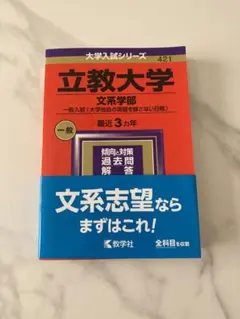 大学入試シリーズ
421
立教大学
文系学部
一般入試〈大学独自の英語を課さない日程〉
最近3カ年
一般
傾向と対策
過去問
解答
文系志望なら
まずはこれ!
教学社
全科目を収載